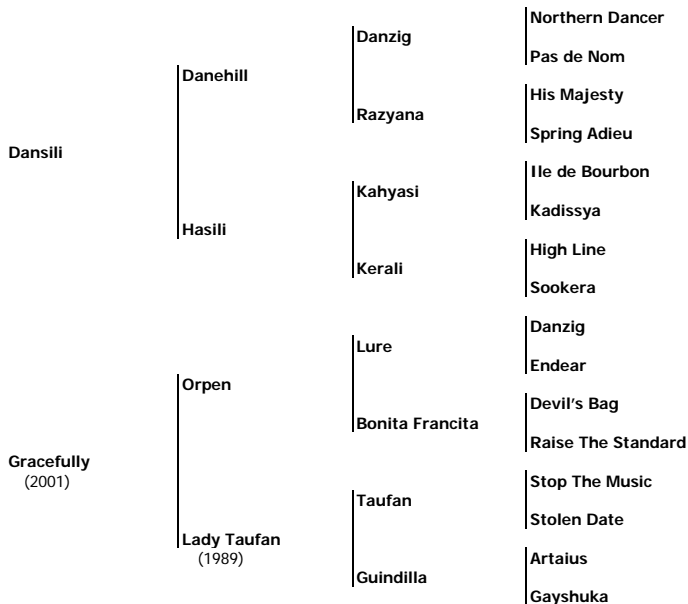 Northern Dancer
Danzig
Pas de Nom
Danehill
His Majesty
Razyana
Spring Adieu
Dansili
Ile de Bourbon
Kahyasi
Kadissya
Hasili
High Line
Kerali
Sookera
Danzig
Lure
Endear
Orpen
Devil's Bag
Bonita Francita
Raise The Standard
Gracefully
(2001)
Stop The Music
Taufan
Stolen Date
Lady Taufan
(1989)
Artaius
Guindilla
Gayshuka